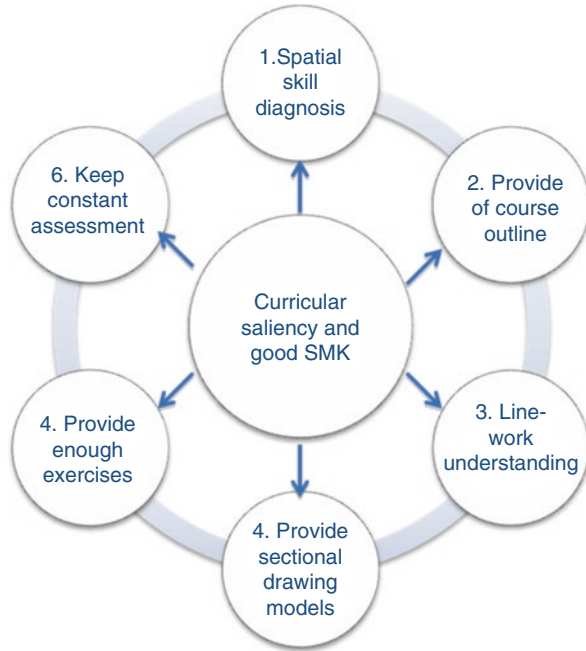 1.Spatial
skill
diagnosis
2. Provide
of course
outline
3. Line-
work
understanding
4. Provide
sectional
drawing
models
4. Provide
enough
exercises
6. Keep
constant
assessment
Curricular
saliency and
good SMK